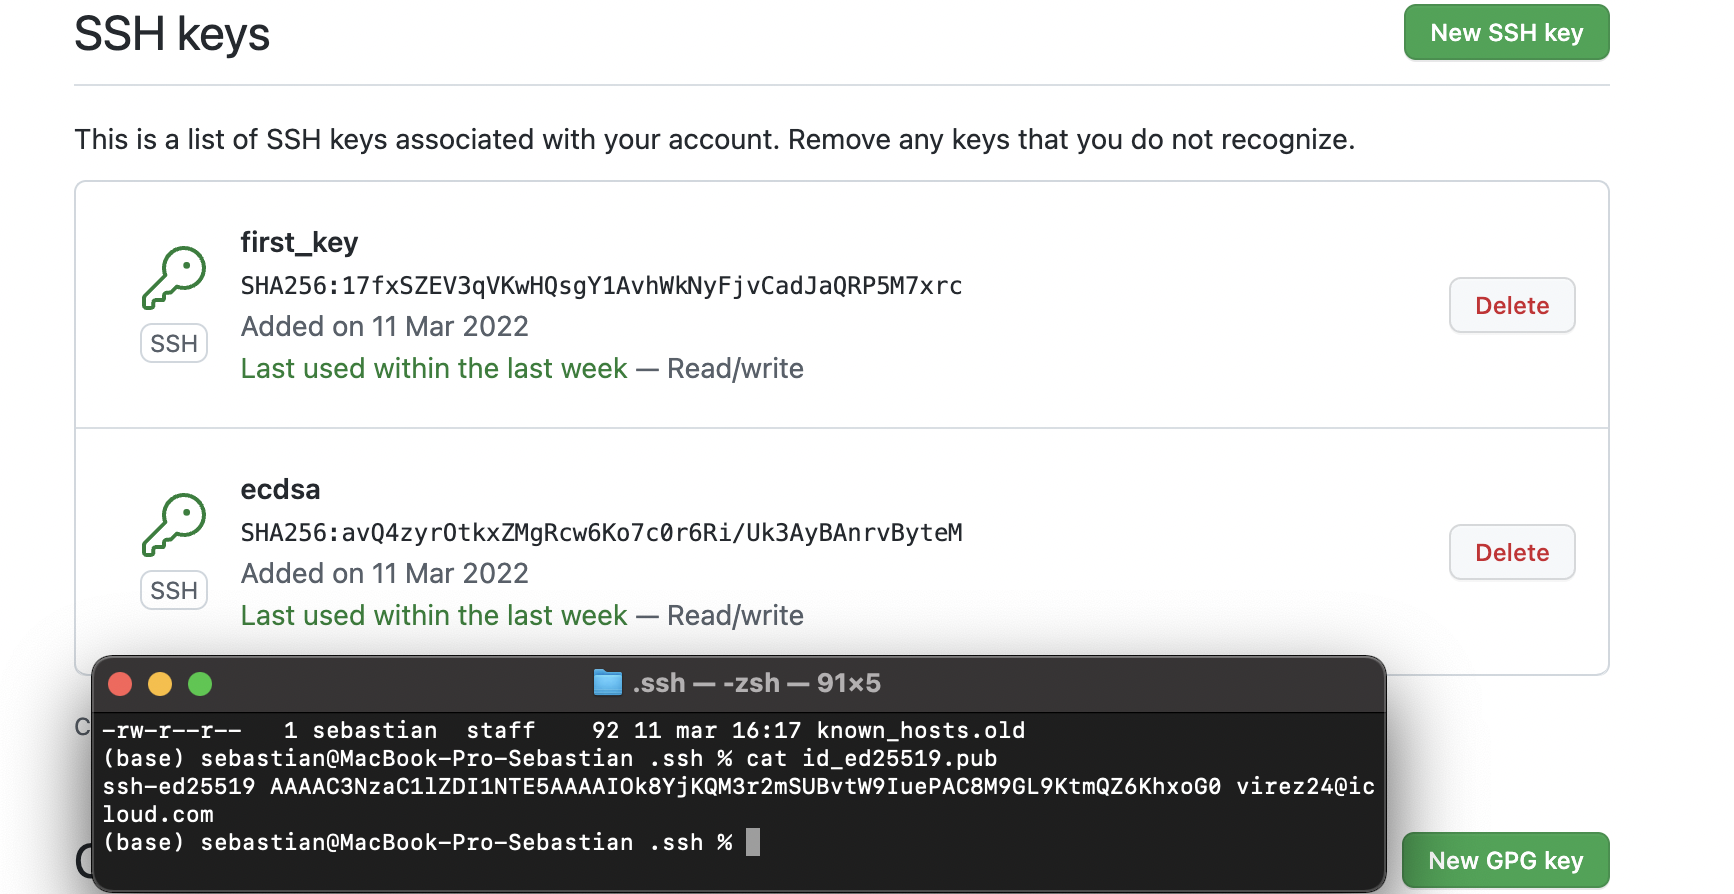 SSH keys
New SSH key
This is a list of SSH keys associated with your account. Remove any keys that you do not recognize.
first_key
SHA256:17fxSZEV3qVKwHQsgY1AvhWkNyFjvCadJaQRP5M7xrc
Added on 11 Mar 2022
Last used within the last week — Read/write
SSH
Delete
ecdsa
SHA256:avQ4zyrOtkxZMgRcw6Ko7c0r6Ri/Uk3AyBAnrvByteM
Added on 11 Mar 2022
Last used within the last week — Read/write
SSH
Delete
.ssh — -zsh — 91×5
-rw-r--r--   1 sebastian  staff    92 11 mar 16:17 known_hosts.old
(base) sebastian@MacBook-Pro-Sebastian .ssh % cat id_ed25519.pub
ssh-ed25519 AAAAC3NzaC1lZDI1NTE5AAAAIOk8YjKQM3r2mSUBvtW9IuePAC8M9GL9KtmQZ6KhxoG0 virez24@ic
loud.com
(base) sebastian@MacBook-Pro-Sebastian .ssh %
New GPG key